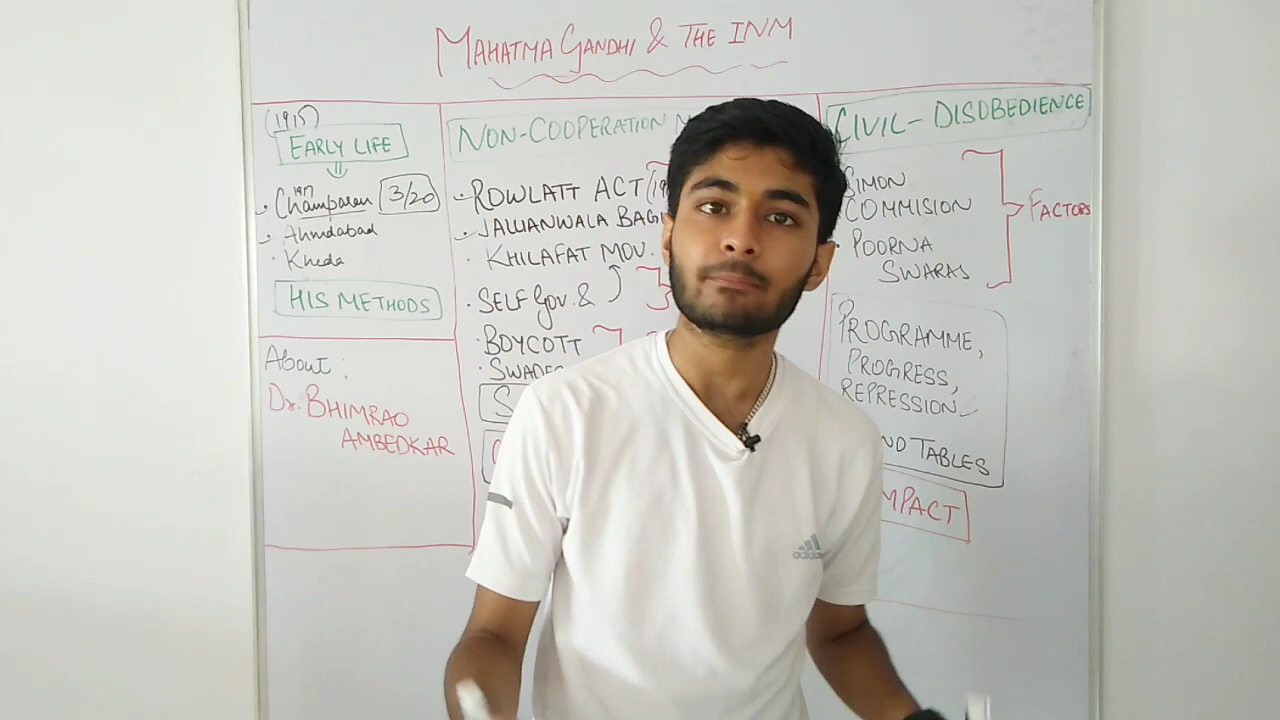 MAHATMA GANDHI & THE INM
(1915)
EARLY LIFE
1917
Champaran 3/20
Ahmdabad
Kheda
HIS METHODS
About :
Dr. BHIMRAO
AMBEDKAR
NON-COOPERATION
ROWLATT ACT
JALLIANWALA BAG
KHILAFAT MOV.
SELF Gov. &
BOYCOTT
CIVIL-DISOBEDIENCE
SIMON
COMMISION
POORNA
SWARAS
FACTORS
PROGRAMME,
PROGRESS,
REPRESSION
TABLES
adidas